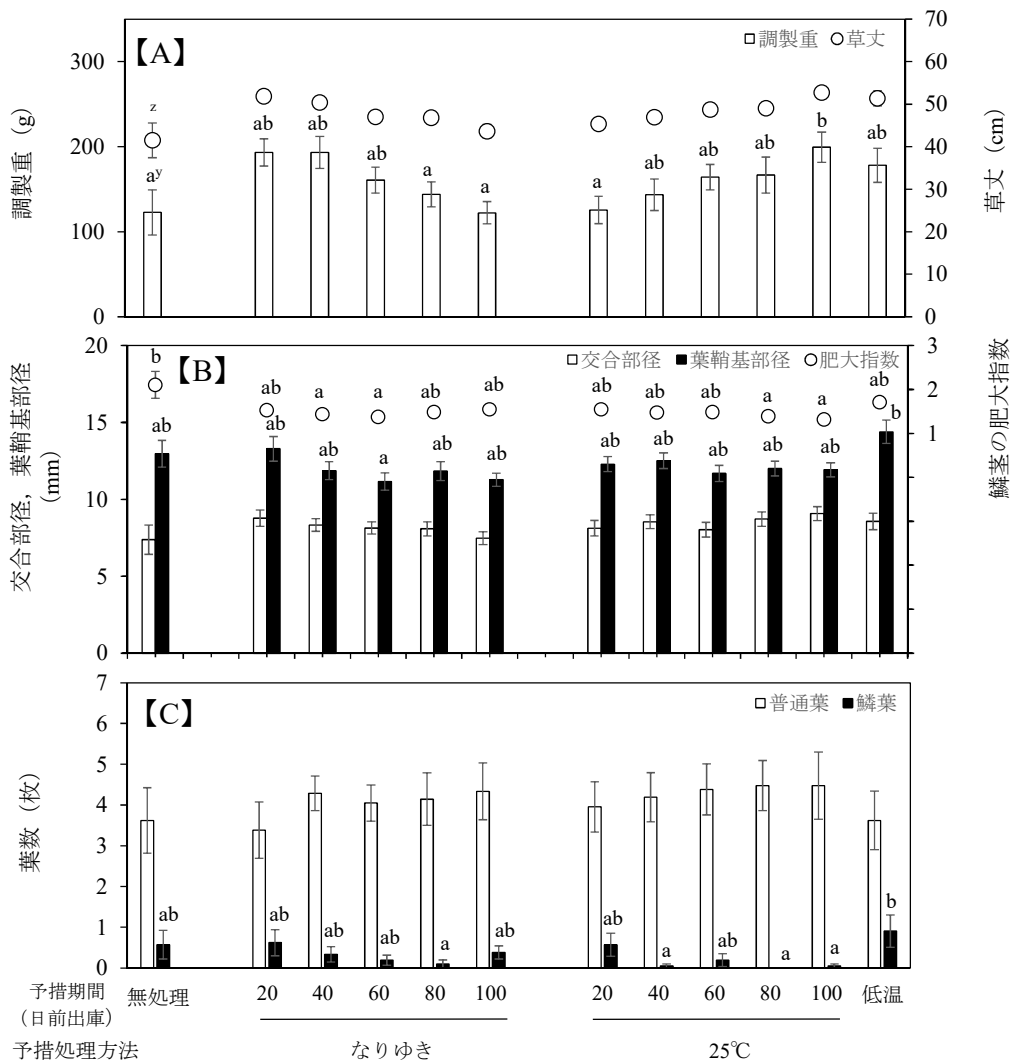 【A】
□調製重 ○草丈
調製重 (g)
350
300
200
100
0
草丈 (cm)
70
60
50
40
30
20
10
0
z
aʸ ab ab ab a a a ab ab ab b ab
【B】
□交合部径 ■葉鞘基部径 ○肥大指数
交合部径, 葉鞘基部径
(mm)
20
15
10
5
0
鱗茎の肥大指数
3
2
1
b ab a a ab ab ab ab ab a a ab
ab ab ab a ab ab ab ab ab ab ab b
【C】
□普通葉 ■鱗葉
葉数 (枚)
7
6
5
4
3
2
1
0
ab ab ab ab a ab ab a ab a a b
予措期間
(日前出庫)
無処理 20 40 60 80 100 20 40 60 80 100 低温
予措処理方法 なりゆき 25℃